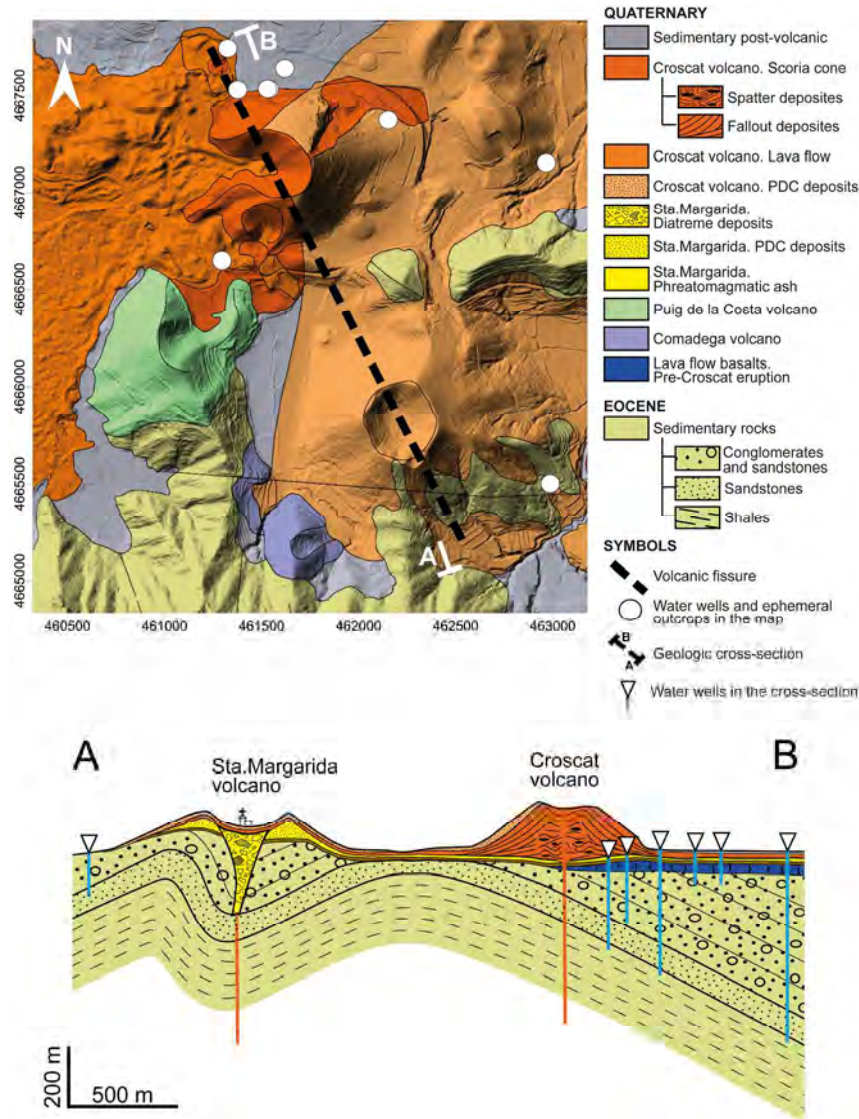 N
B
A
4667500
4667000
4666500
4666000
4665500
4665000
460500
461000
461500
462000
462500
463000
QUATERNARY
Sedimentary post-volcanic
Croscat volcano. Scoria cone
Spatter deposites
Fallout deposites
Croscat volcano. Lava flow
Croscat volcano. PDC deposits
Sta.Margarida.
Diatreme deposits
Sta.Margarida. PDC deposits
Sta.Margarida.
Phreatomagmatic ash
Puig de la Costa volcano
Comadega volcano
Lava flow basalts.
Pre-Croscat eruption
EOCENE
Sedimentary rocks
Conglomerates
and sandstones
Sandstones
Shales
SYMBOLS
Volcanic fissure
Water wells and ephemeral
outcrops in the map
B
A
Geologic cross-section
Water wells in the cross-section
A
Sta.Margarida
volcano
Croscat
volcano
B
200 m
500 m